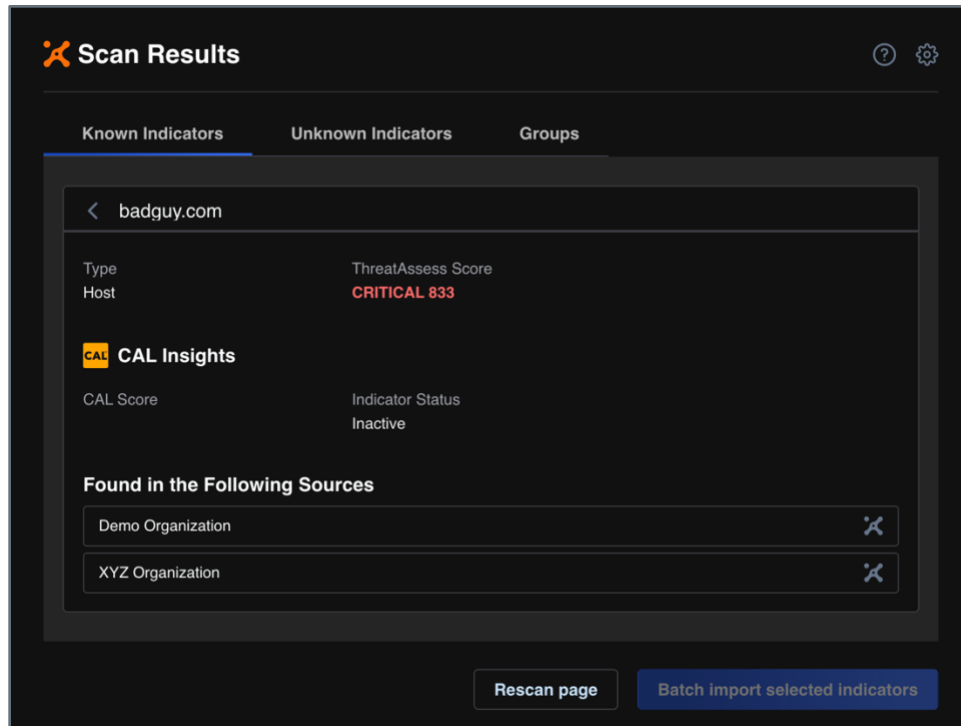 Scan Results
Known Indicators Unknown Indicators Groups
badguy.com
Type ThreatAssess Score
Host CRITICAL 833
CAL CAL Insights
CAL Score Indicator Status
Inactive
Found in the Following Sources
Demo Organization
XYZ Organization
Rescan page Batch import selected indicators